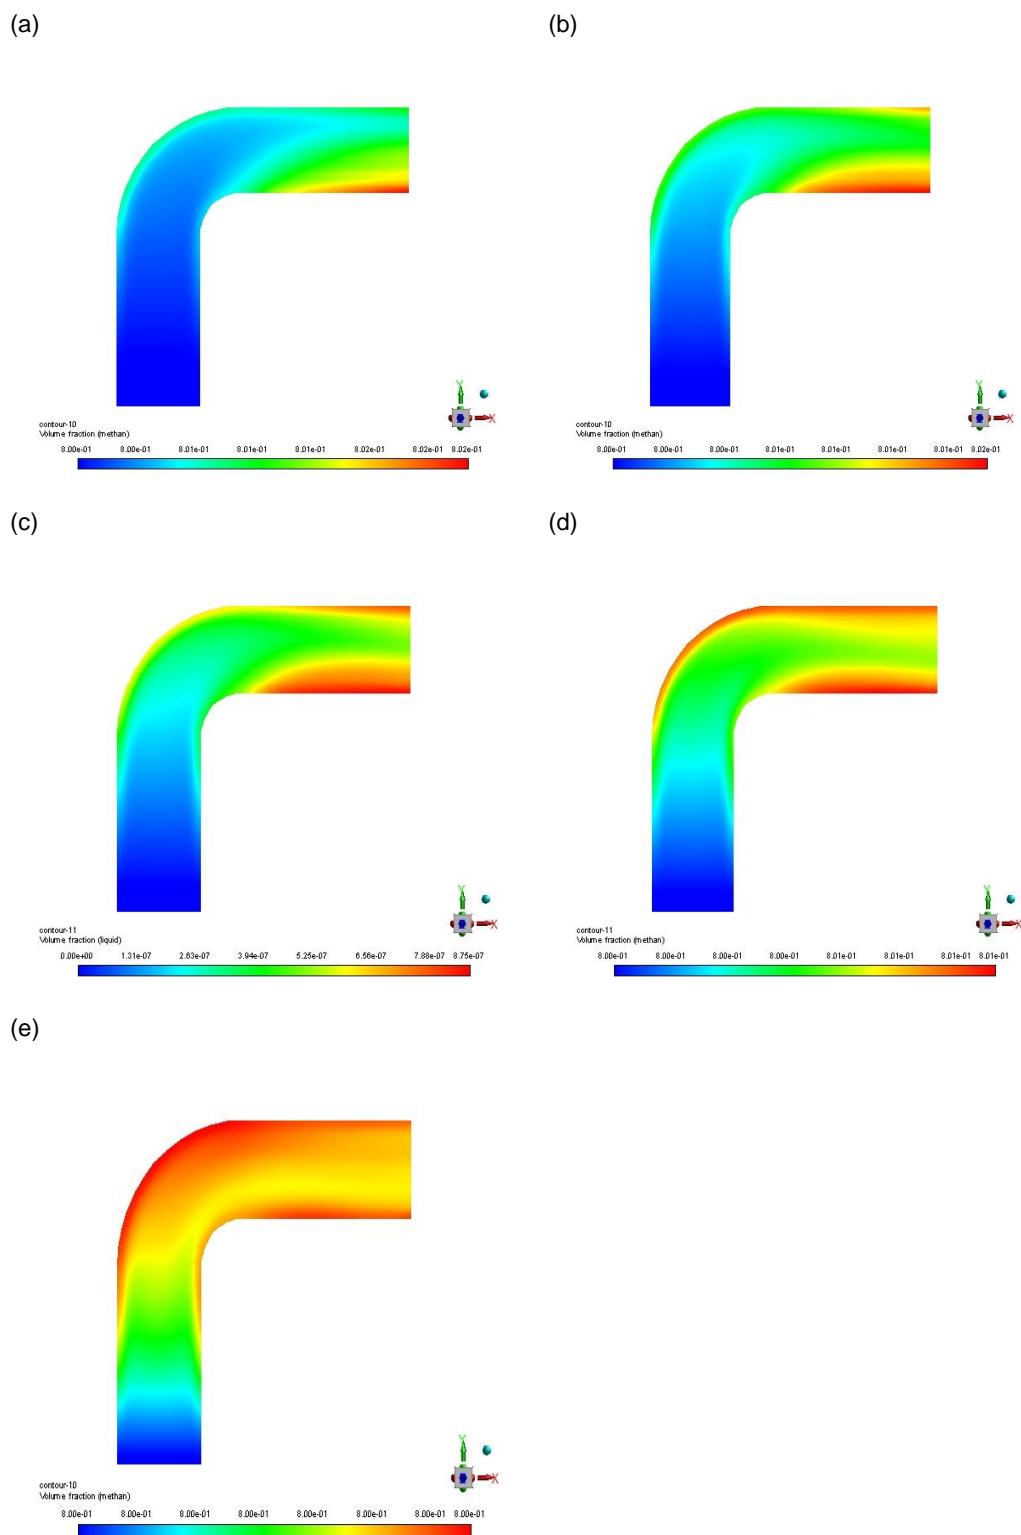 (a)
(b)
Y
X
contour-10
Volume fraction (methan)
8.00e-01 8.00e-01 8.01e-01 8.01e-01 8.01e-01 8.02e-01 8.02e-01 8.02e-01
Y
X
contour-10
Volume fraction (methan)
8.00e-01 8.00e-01 8.00e-01 8.01e-01 8.01e-01 8.01e-01 8.01e-01 8.02e-01
(c)
(d)
Y
X
contour-11
Volume fraction (liquid)
0.00e+00 1.31e-07 2.63e-07 3.94e-07 5.25e-07 6.56e-07 7.88e-07 8.75e-07
Y
X
contour-11
Volume fraction (methan)
8.00e-01 8.00e-01 8.00e-01 8.00e-01 8.01e-01 8.01e-01 8.01e-01 8.01e-01
(e)
Y
X
contour-10
Volume fraction (methan)
8.00e-01 8.00e-01 8.00e-01 8.00e-01 8.00e-01 8.00e-01 8.00e-01 8.00e-01